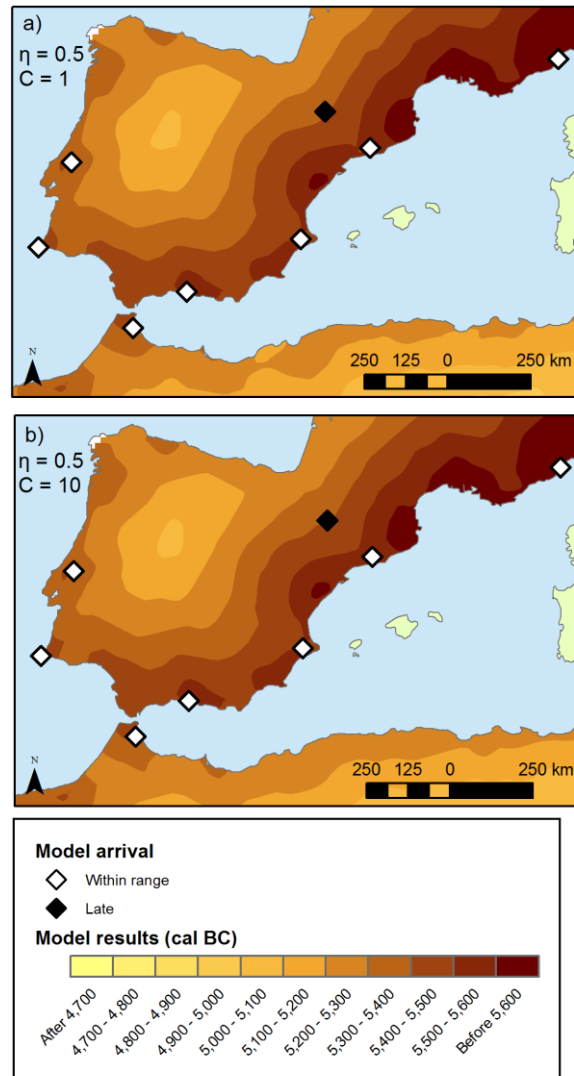 a)
η = 0.5
C = 1
N
250 125 0 250 km
b)
η = 0.5
C = 10
N
250 125 0 250 km
Model arrival
Within range
Late
Model results (cal BC)
After 4,700
4,700 - 4,800
4,800 - 4,900
4,900 - 5,000
5,000 - 5,100
5,100 - 5,200
5,200 - 5,300
5,300 - 5,400
5,400 - 5,500
5,500 - 5,600
Before 5,600